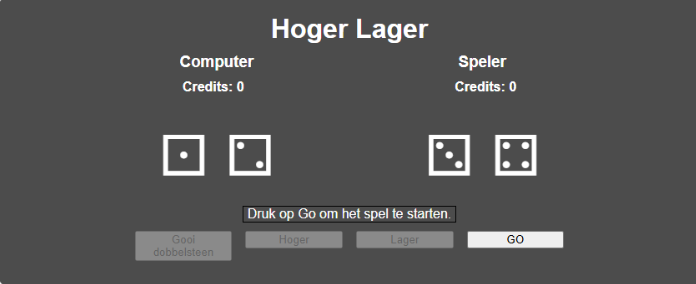 Hoger Lager
Computer
Speler
Credits: 0
Credits: 0
Druk op Go om het spel te starten.
Gooi
dobbelsteen
Hoger
Lager
GO